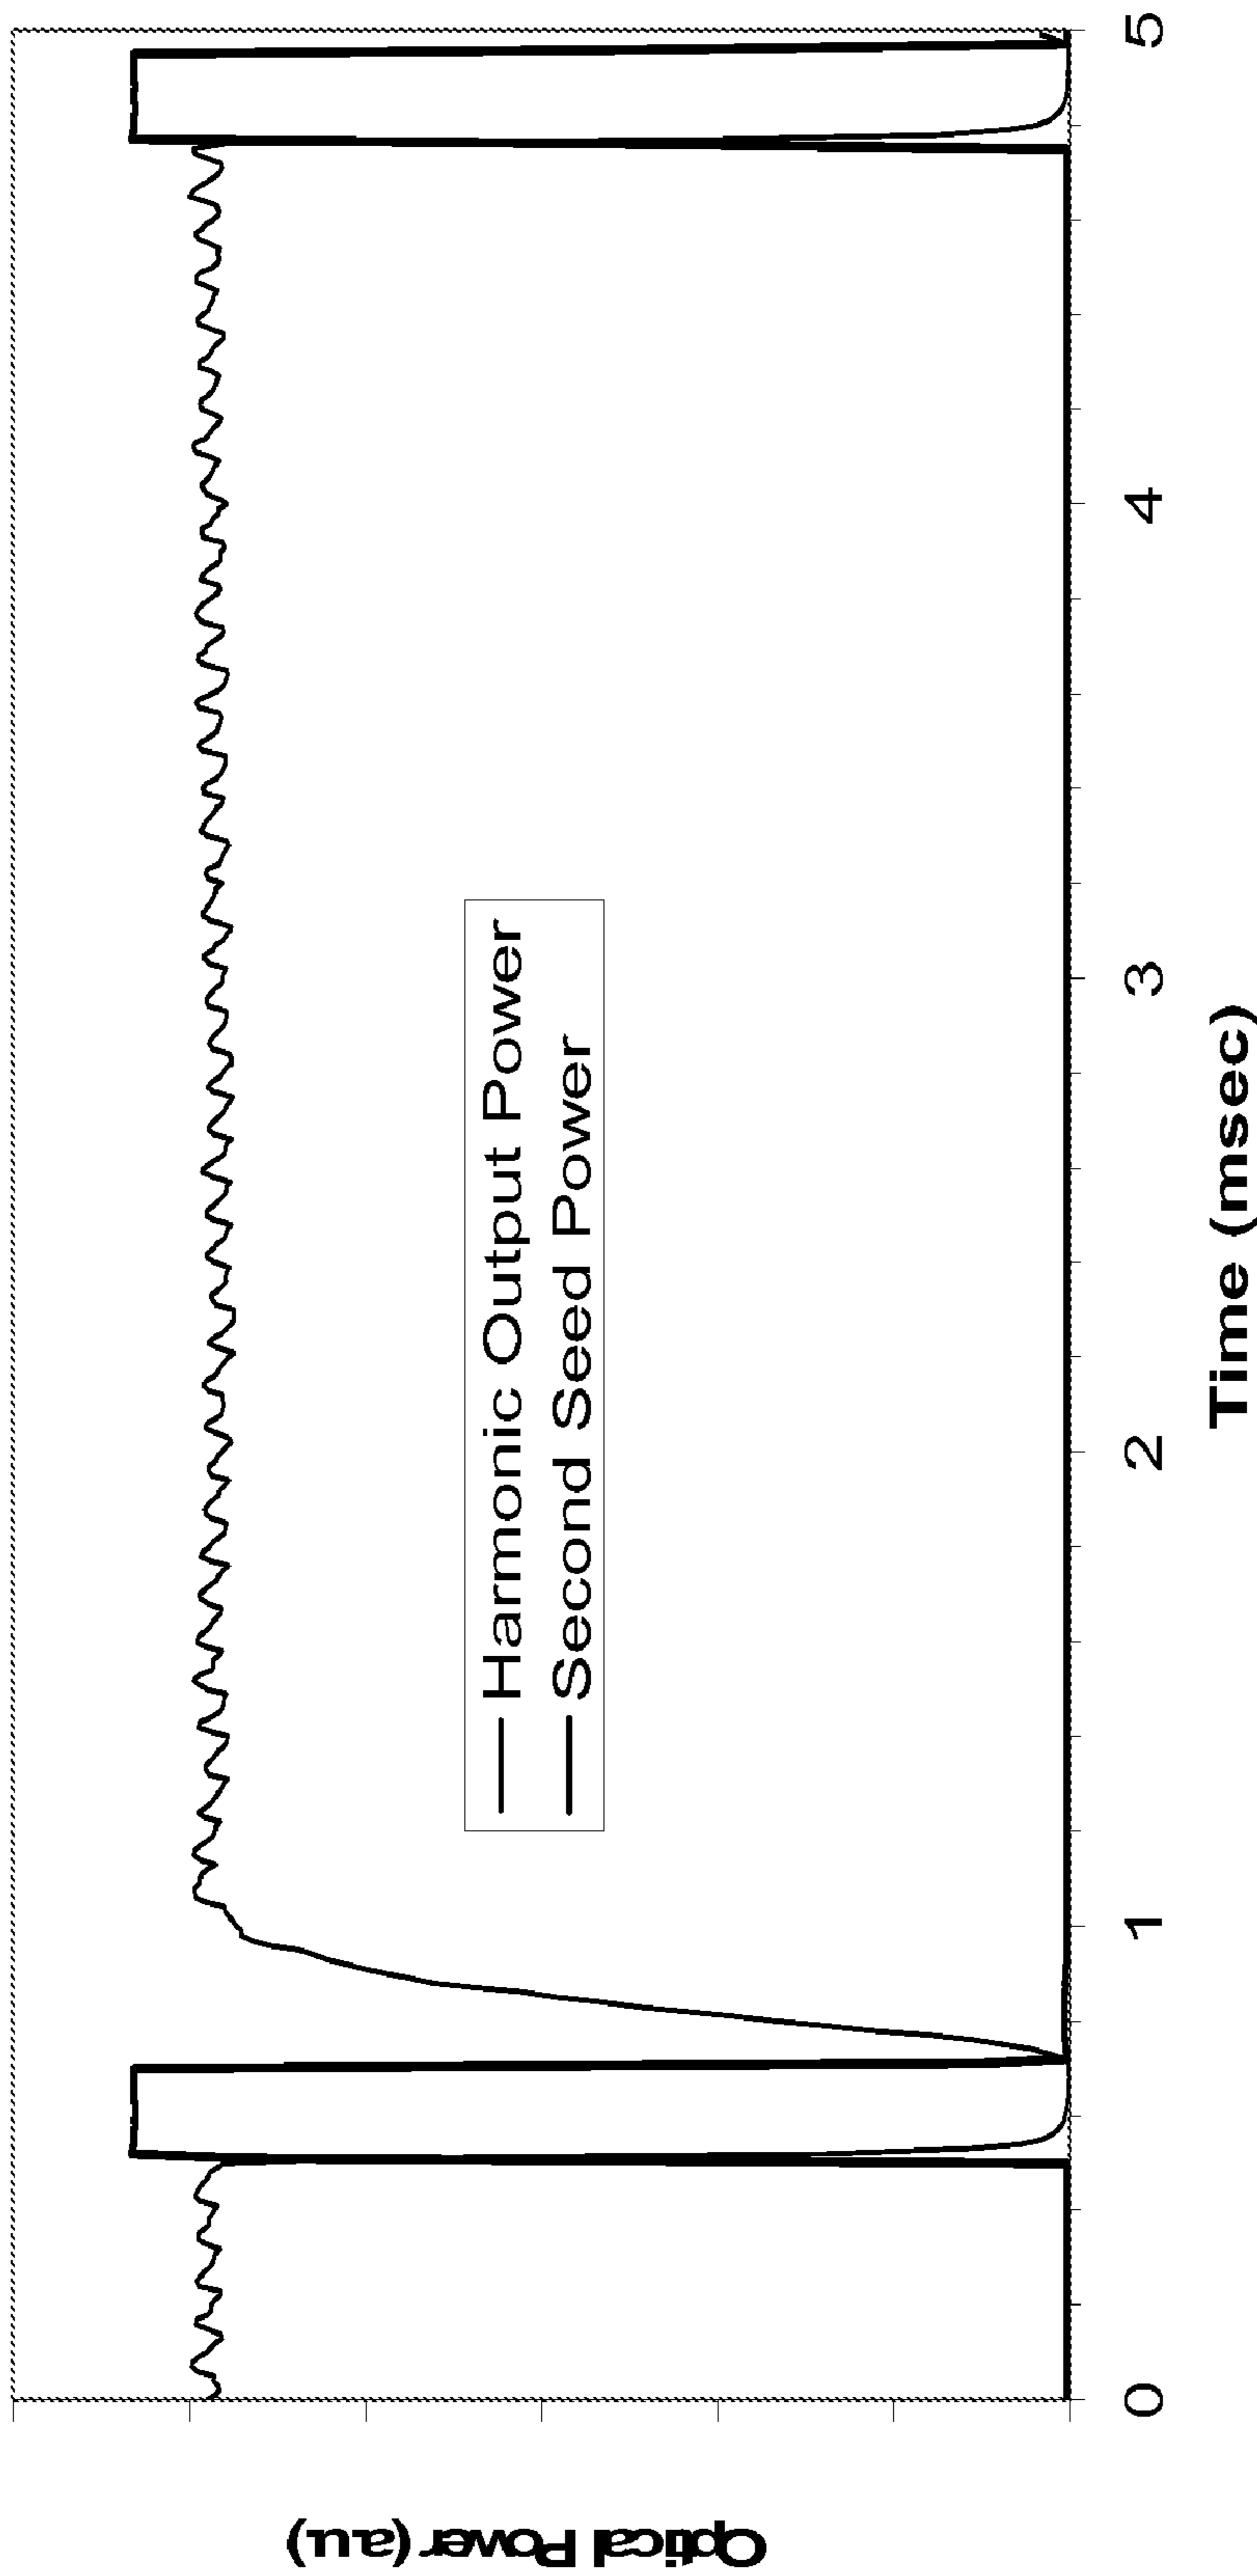 Optical Power (a.u.)
Harmonic Output Power
Second Seed Power
0 1 2 3 4 5
Time (msec)